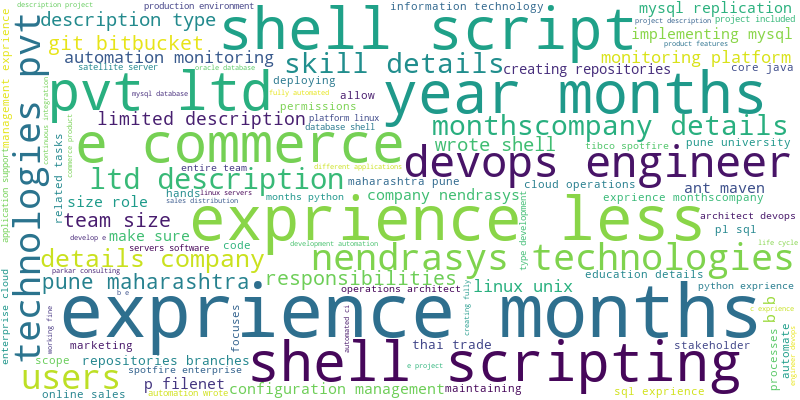 description project
production environment
information technology
mysql replication
description type
shell script
project description
project included
git bitbucket
implementing mysql
product features
automation monitoring
skill details
monitoring platform
satellite server
oracle database
creating repositories
core java
pvt ltd
deploying
year months
mysql database
fully automated
allow
permissions
limited description
platform linux
database shell
monthscompany details
e commerce
wrote shell
tibco spotfire
pune university
devops engineer
entire team
different applications
ltd description
maharashtra pune
cloud operations
ant maven
hands
linux servers
company nendrasys
exprience monthscompany
size role
sales distribution
months python
team size
exprience less
architect devops
make sure
pl sql
develop e
servers software
code
development automation
life cycle
details company
parkar consulting
nendrasys technologies
pune maharashtra
responsibilities
education details
b e
operations architect
linux unix
python exprience
exprience months
c exprience
marketing
thai trade
stakeholder
scope
repositories branches
shell scripting
e project
users
spotfire enterprise
p filenet
configuration management
maintaining
online sales
automation wrote
sql exprience
management exprience
application support
enterprise cloud
technologies pvt
continuous integration
commerce product
related tasks
working fine
focuses
automated ci
creating fully
type development
processes
b b
automate